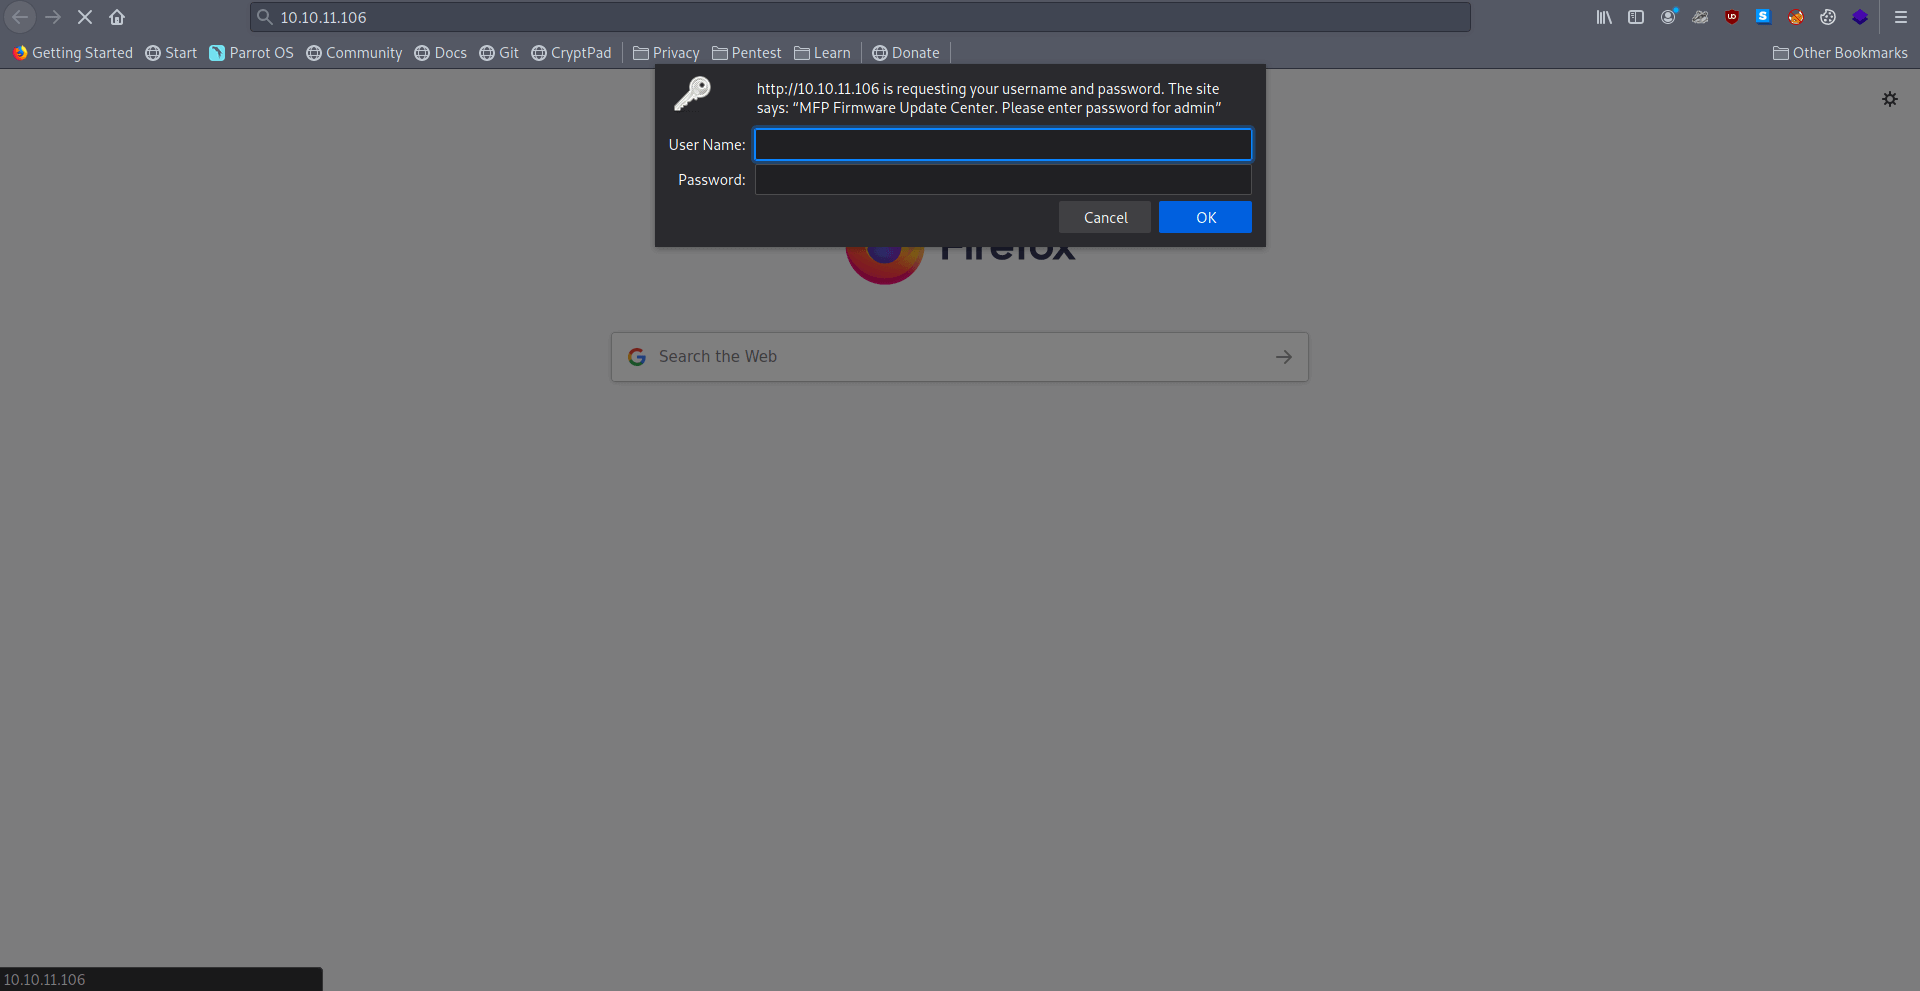 10.10.11.106
Getting Started Start Parrot OS Community Docs Git CryptPad Privacy Pentest Learn Donate Other Bookmarks
http://10.10.11.106 is requesting your username and password. The site
says: “MFP Firmware Update Center. Please enter password for admin”
User Name:
Password:
Cancel OK
Firefox
Search the Web
10.10.11.106